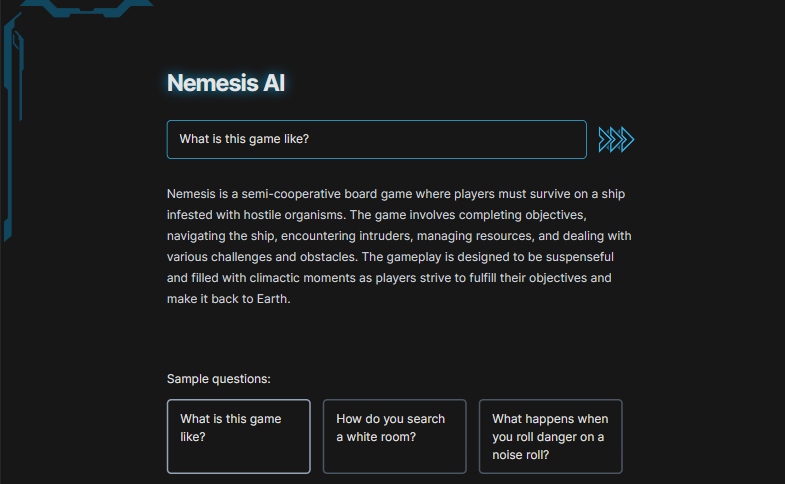 Nemesis AI
What is this game like?
Nemesis is a semi-cooperative board game where players must survive on a ship
infested with hostile organisms. The game involves completing objectives,
navigating the ship, encountering intruders, managing resources, and dealing with
various challenges and obstacles. The gameplay is designed to be suspenseful
and filled with climactic moments as players strive to fulfill their objectives and
make it back to Earth.
Sample questions:
What is this game
like?
How do you search
a white room?
What happens when
you roll danger on a
noise roll?